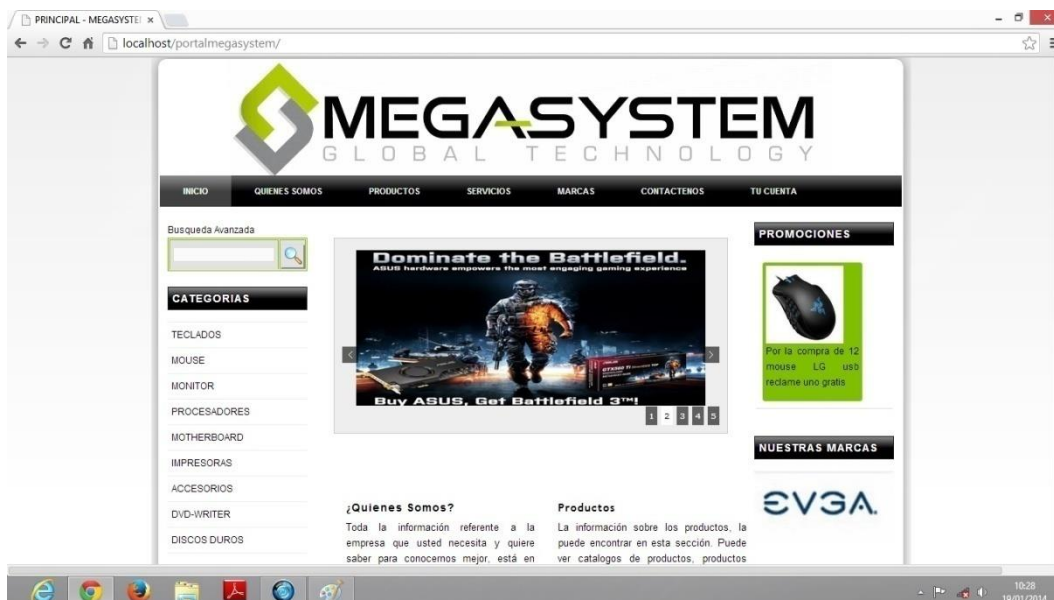 PRINCIPAL - MEGASYSTE
localhost/portalmegasystem/
MEGASYSTEM
GLOBAL TECHNOLOGY
INICIO QUIENES SOMOS PRODUCTOS SERVICIOS MARCAS CONTACTENOS TU CUENTA
Busqueda Avanzada
CATEGORIAS
TECLADOS
MOUSE
MONITOR
PROCESADORES
MOTHERBOARD
IMPRESORAS
ACCESORIOS
DVD-WRITER
DISCOS DUROS
Dominate the Battlefield.
ASUS hardware empowers the most engaging gaming experience
Buy ASUS, Get Battlefield 3™!
1 2 3 4 5
¿Quienes Somos?
Toda la información referente a la
empresa que usted necesita y quiere
saber para conocernos mejor, está en
Productos
La información sobre los productos, la
puede encontrar en esta sección. Puede
ver catalogos de productos, productos
PROMOCIONES
Por la compra de 12
mouse LG usb
reclame uno gratis
NUESTRAS MARCAS
EVGA.
10:28
19/01/2014